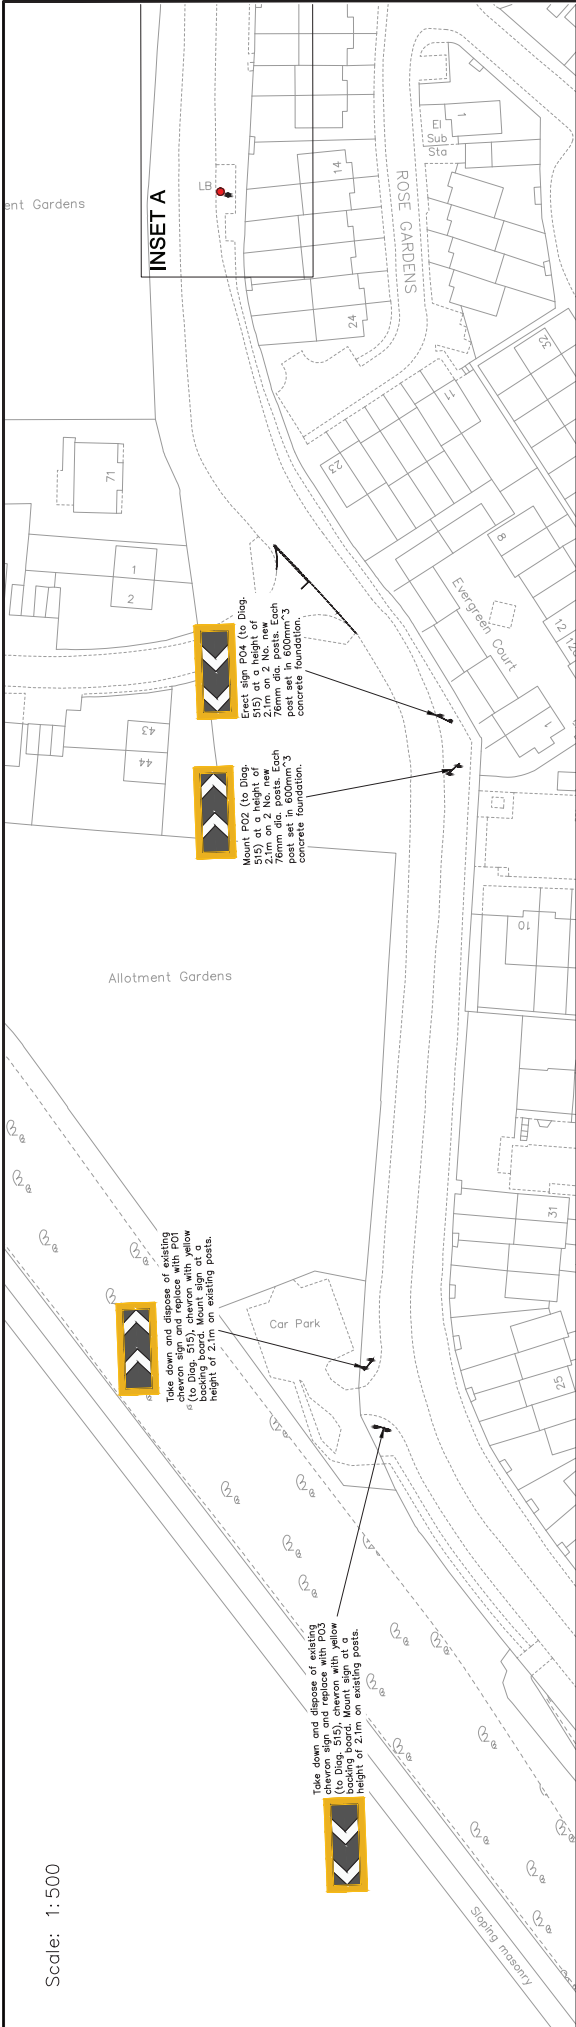 ent Gardens
LB
INSET A
14
24
ROSE GARDENS
El
Sub
Sta
1
32
11
23
71
1
2
8
Evergreen Court
12
1
43
44
Erect sign P04 (to Diag.
515) at a height of
2.1m on 2 No. new
76mm dia. posts. Each
post set in 600mm^3
concrete foundation.
Mount P02 (to Diag.
515) at a height of
2.1m on 2 No. new
76mm dia. posts. Each
post set in 600mm^3
concrete foundation.
10
Allotment Gardens
31
Take down and dispose of existing
chevron sign and replace with P01
(to Diag. 515), chevron with yellow
backing board. Mount sign at a
height of 2.1m on existing posts.
Car Park
25
Take down and dispose of existing
chevron sign and replace with P03
(to Diag. 515), chevron with yellow
backing board. Mount sign at a
height of 2.1m on existing posts.
Scale: 1:500
Sloping masonry